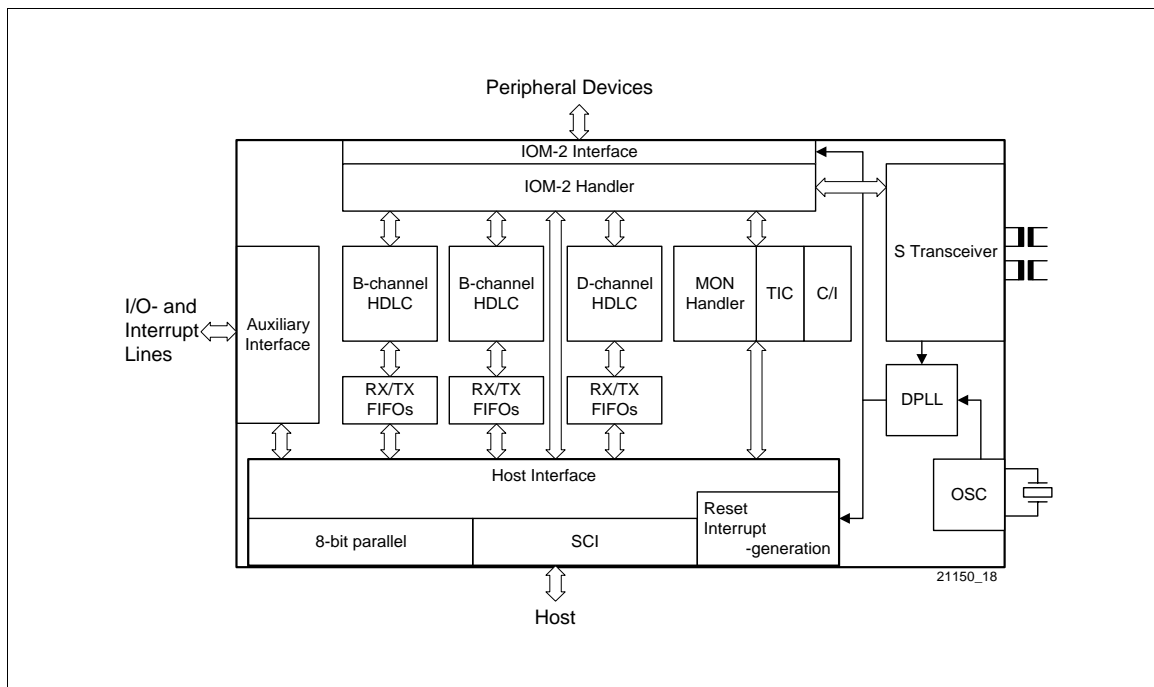 Peripheral Devices
IOM-2 Interface
IOM-2 Handler
S Transceiver
I/O- and
Interrupt
Lines
Auxiliary
Interface
B-channel
HDLC
B-channel
HDLC
D-channel
HDLC
MON
Handler
TIC
C/I
RX/TX
FIFOs
RX/TX
FIFOs
RX/TX
FIFOs
DPLL
OSC
Host Interface
8-bit parallel
SCI
Reset
Interrupt
-generation
21150_18
Host